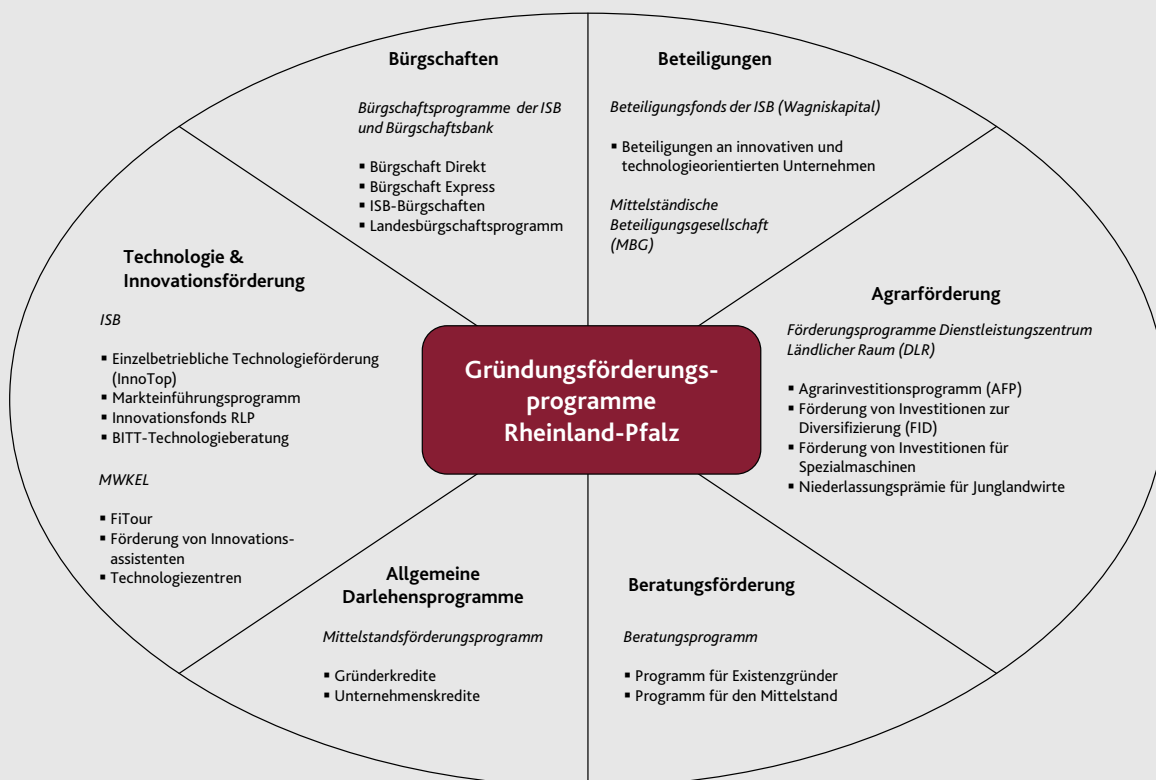 Bürgschaften
Bürgschaftsprogramme der ISB
und Bürgschaftsbank
▪ Bürgschaft Direkt
▪ Bürgschaft Express
▪ ISB-Bürgschaften
▪ Landesbürgschaftsprogramm
Beteiligungen
Beteiligungsfonds der ISB (Wagniskapital)
▪ Beteiligungen an innovativen und
technologieorientierten Unternehmen
Mittelständische
Beteiligungsgesellschaft
(MBG)
Technologie &
Innovationsförderung
ISB
▪ Einzelbetriebliche Technologieförderung
(InnoTop)
▪ Markteinführungsprogramm
▪ Innovationsfonds RLP
▪ BITT-Technologieberatung
MWKEL
▪ FiTour
▪ Förderung von Innovations-
assistenten
▪ Technologiezentren
Gründungsförderungs-
programme
Rheinland-Pfalz
Agrarförderung
Förderungsprogramme Dienstleistungszentrum
Ländlicher Raum (DLR)
▪ Agrarinvestitionsprogramm (AFP)
▪ Förderung von Investitionen zur
Diversifizierung (FID)
▪ Förderung von Investitionen für
Spezialmaschinen
▪ Niederlassungsprämie für Junglandwirte
Allgemeine
Darlehensprogramme
Mittelstandsförderungsprogramm
▪ Gründerkredite
▪ Unternehmenskredite
Beratungsförderung
Beratungsprogramm
▪ Programm für Existenzgründer
▪ Programm für den Mittelstand